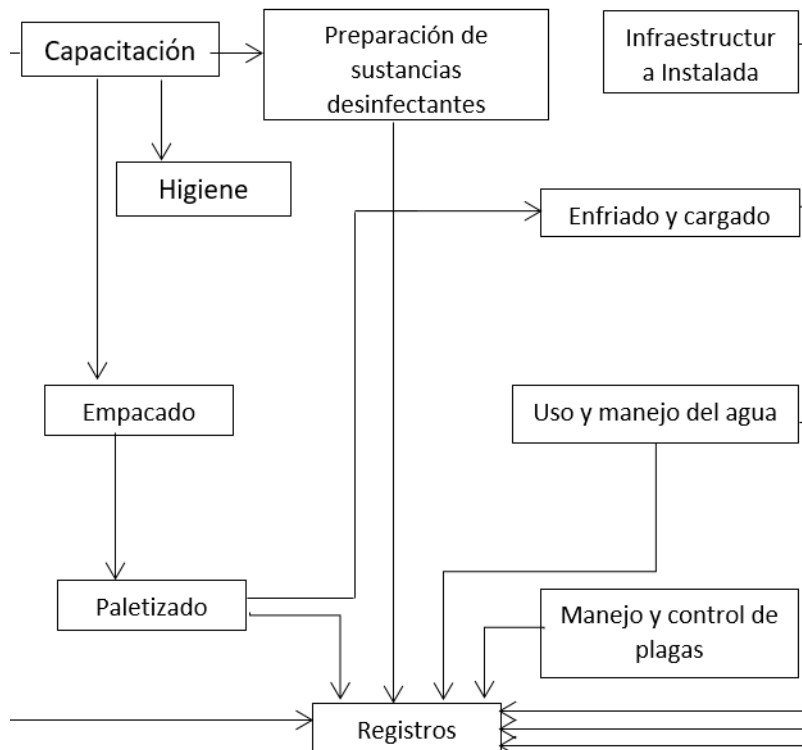 Capacitación
Preparación de
sustancias
desinfectantes
Infraestructur
a Instalada
Higiene
Enfriado y cargado
Empacado
Uso y manejo del agua
Paletizado
Manejo y control de
plagas
Registros